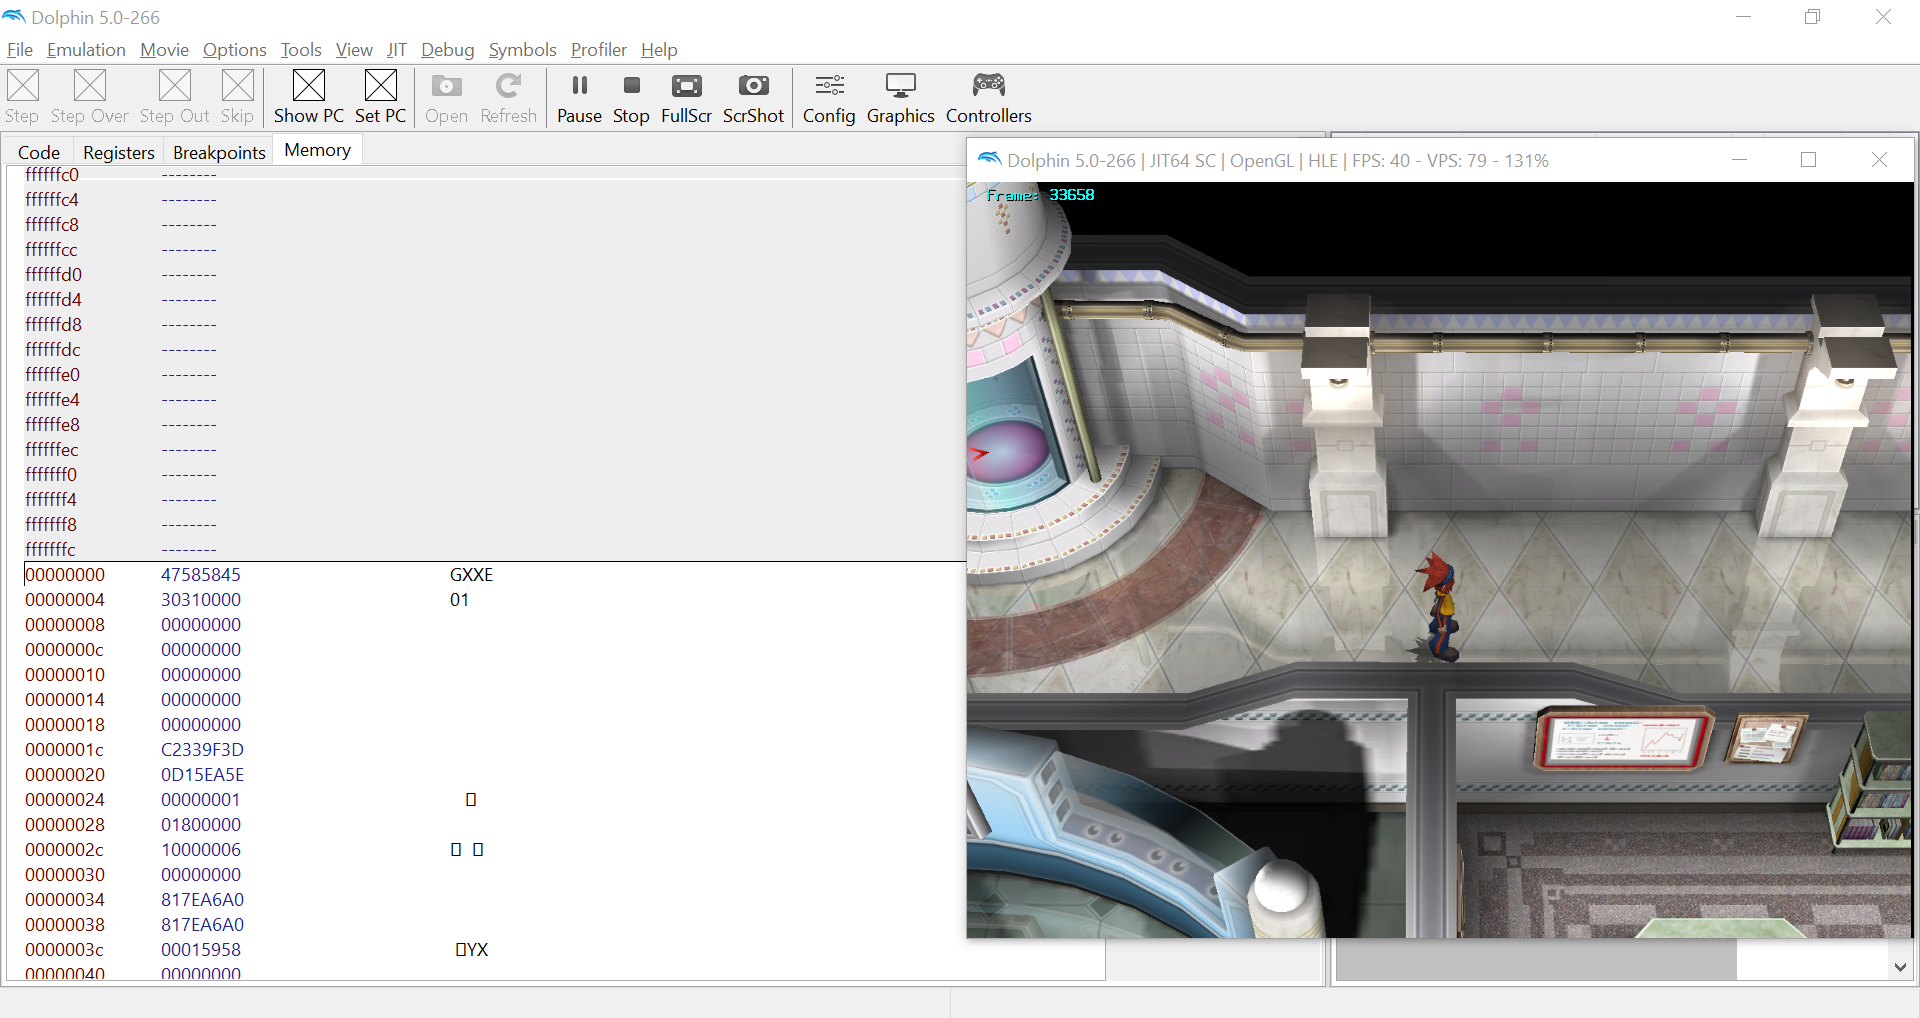 Dolphin 5.0-266
File Emulation Movie Options Tools View JIT Debug Symbols Profiler Help
Step Step Over Step Out Skip Show PC Set PC Open Refresh Pause Stop FullScr ScrShot Config Graphics Controllers
Code Registers Breakpoints Memory
ffffffc0 --------
ffffffc4 --------
ffffffc8 --------
ffffffcc --------
ffffffd0 --------
ffffffd4 --------
ffffffd8 --------
ffffffdc --------
ffffffe0 --------
ffffffe4 --------
ffffffe8 --------
ffffffec --------
fffffff0 --------
fffffff4 --------
fffffff8 --------
fffffffc --------
00000000 47585845 GXXE
00000004 30310000 01
00000008 00000000
0000000c 00000000
00000010 00000000
00000014 00000000
00000018 00000000
0000001c C2339F3D
00000020 0D15EA5E
00000024 00000001
00000028 01800000
0000002c 10000006
00000030 00000000
00000034 817EA6A0
00000038 817EA6A0
0000003c 00015958 YX
00000040 00000000
Dolphin 5.0-266 | JIT64 SC | OpenGL | HLE | FPS: 40 - VPS: 79 - 131%
Frame: 33658